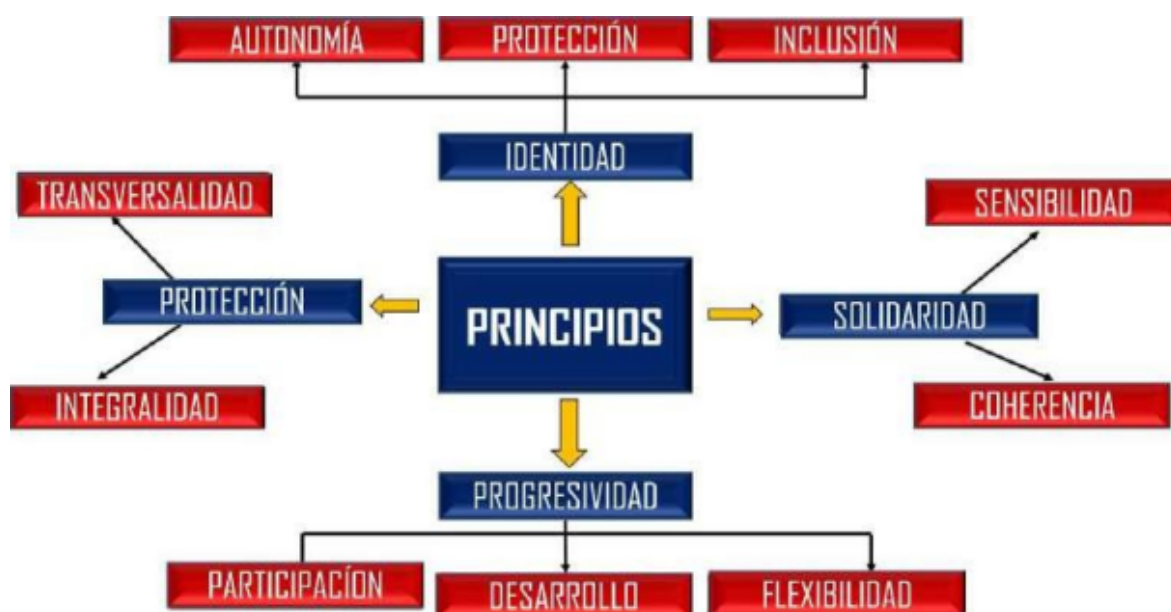 AUTONOMÍA
PROTECCIÓN
INCLUSIÓN
IDENTIDAD
TRANSVERSALIDAD
SENSIBILIDAD
PROTECCIÓN
PRINCIPIOS
SOLIDARIDAD
INTEGRALIDAD
COHERENCIA
PROGRESIVIDAD
PARTICIPACÍON
DESARROLLO
FLEXIBILIDAD